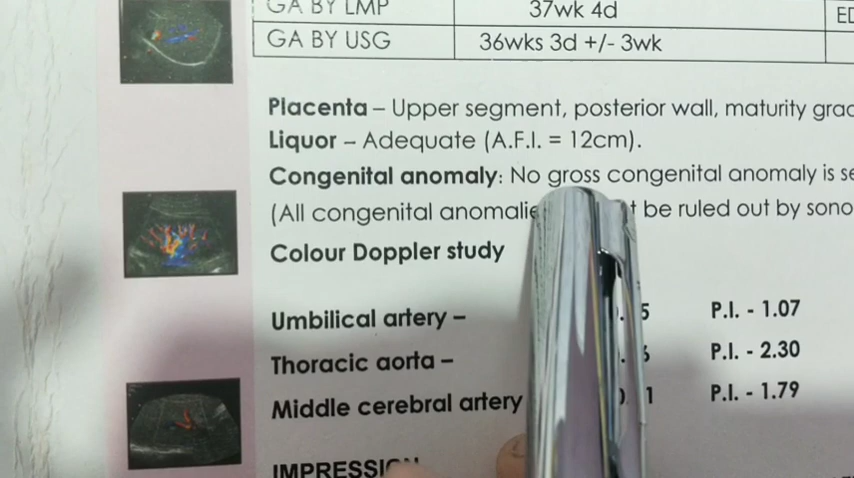 GA BY LMP 37wk 4d
GA BY USG 36wks 3d +/- 3wk
Placenta – Upper segment, posterior wall, maturity
Liquor – Adequate (A.F.I. = 12cm).
Congenital anomaly: No gross congenital anomaly is
(All congenital be ruled out by
Colour Doppler study
Umbilical artery – P.I. - 1.07
Thoracic aorta – P.I. - 2.30
Middle cerebral artery P.I. - 1.79